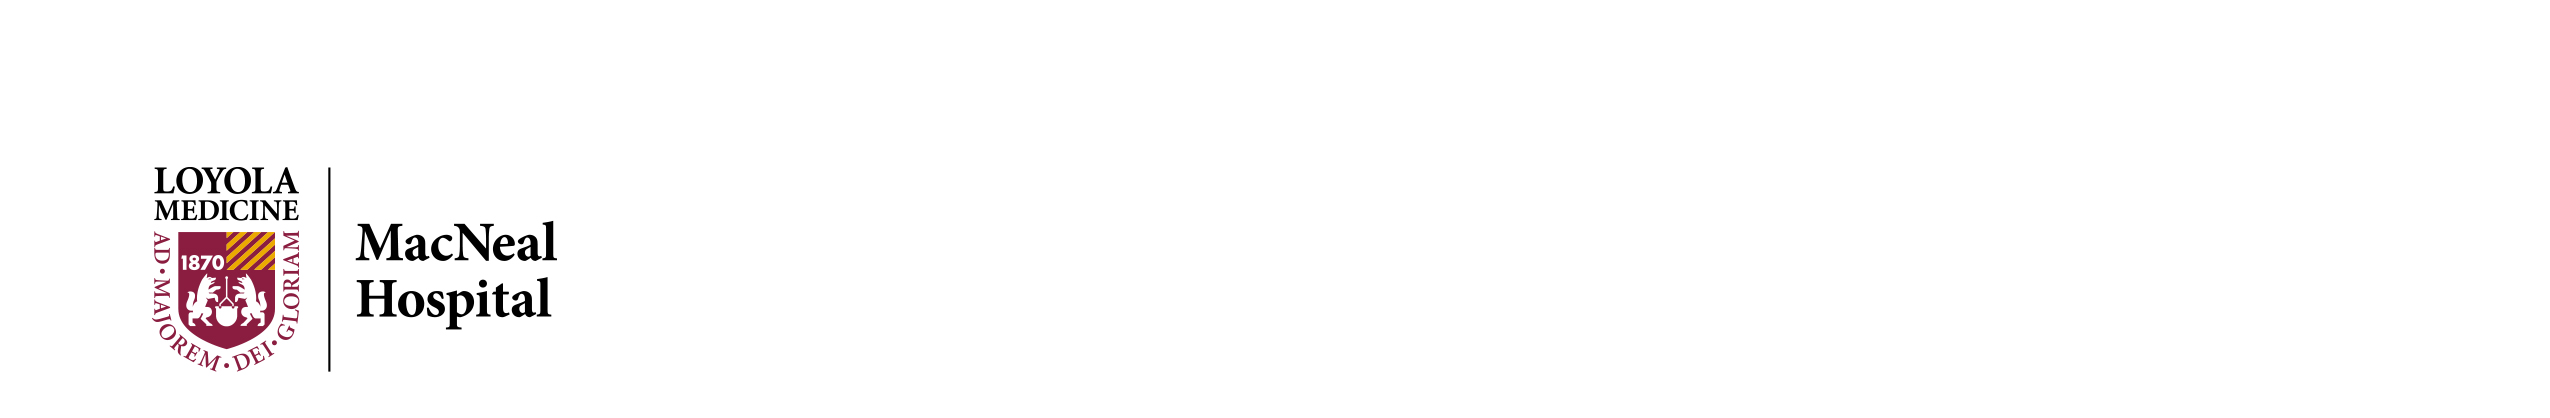 LOYOLA
MEDICINE
AD • MAJOREM • DEI • GLORIAM
1870
MacNeal
Hospital